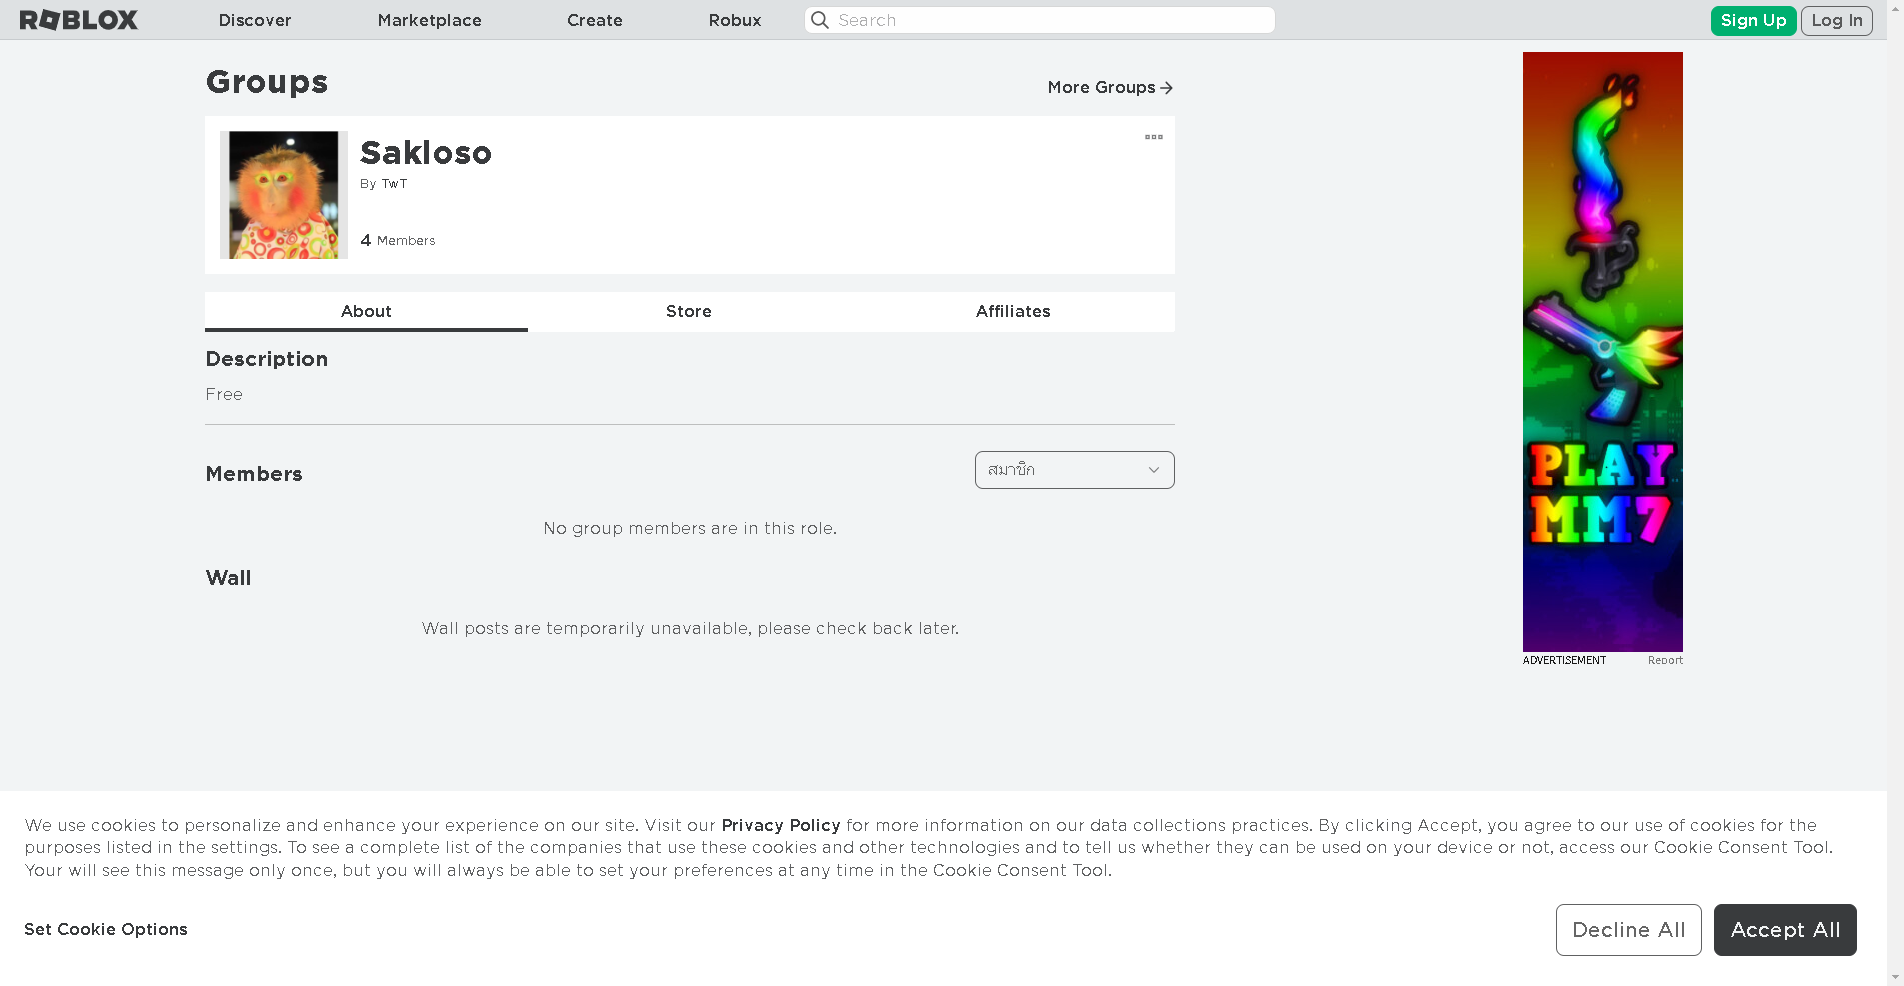 ROBLOX
Discover
Marketplace
Create
Robux
Search
Sign Up
Log In
Groups
More Groups
Sakloso
By TwT
4 Members
About
Store
Affiliates
Description
Free
Members
สมาชิก
No group members are in this role.
Wall
Wall posts are temporarily unavailable, please check back later.
PLAY
MM7
ADVERTISEMENT
Report
We use cookies to personalize and enhance your experience on our site. Visit our Privacy Policy for more information on our data collections practices. By clicking Accept, you agree to our use of cookies for the
purposes listed in the settings. To see a complete list of the companies that use these cookies and other technologies and to tell us whether they can be used on your device or not, access our Cookie Consent Tool.
Your will see this message only once, but you will always be able to set your preferences at any time in the Cookie Consent Tool.
Set Cookie Options
Decline All
Accept All